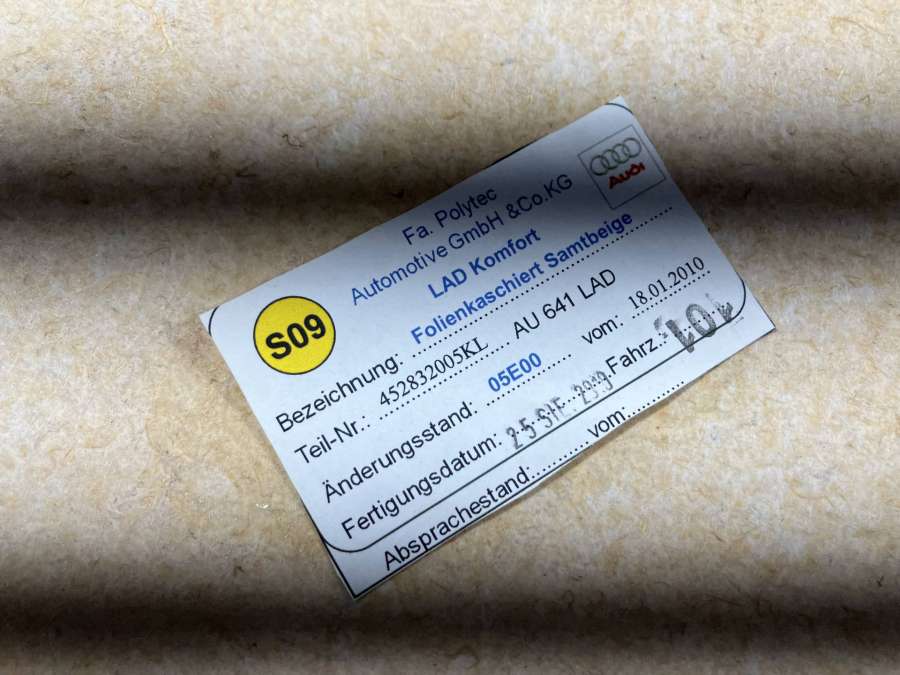 Audi
Fa. Polytec
Automotive GmbH &Co.KG
LAD Komfort
Folienkaschiert Samtbeige
S09
Bezeichnung:
Teil-Nr.: 452832005KL AU 641 LAD
Änderungsstand: 05E00 vom: 18.01.2010
Fertigungsdatum: Fahrz.: 101
Absprachestand: vom: